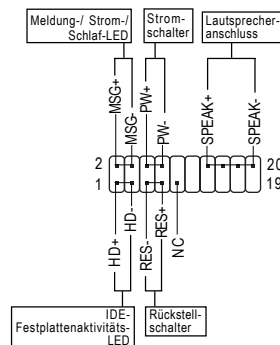 Meldung-/ Strom-/
Schlaf-LED
Strom-
schalter
Lautsprecher-
anschluss
MSG+
MSG-
PW+
PW-
SPEAK+
SPEAK-
2
20
1
19
HD+
HD-
RES-
RES+
NC
IDE-
Festplattenaktivitäts-
LED
Rückstell-
schalter